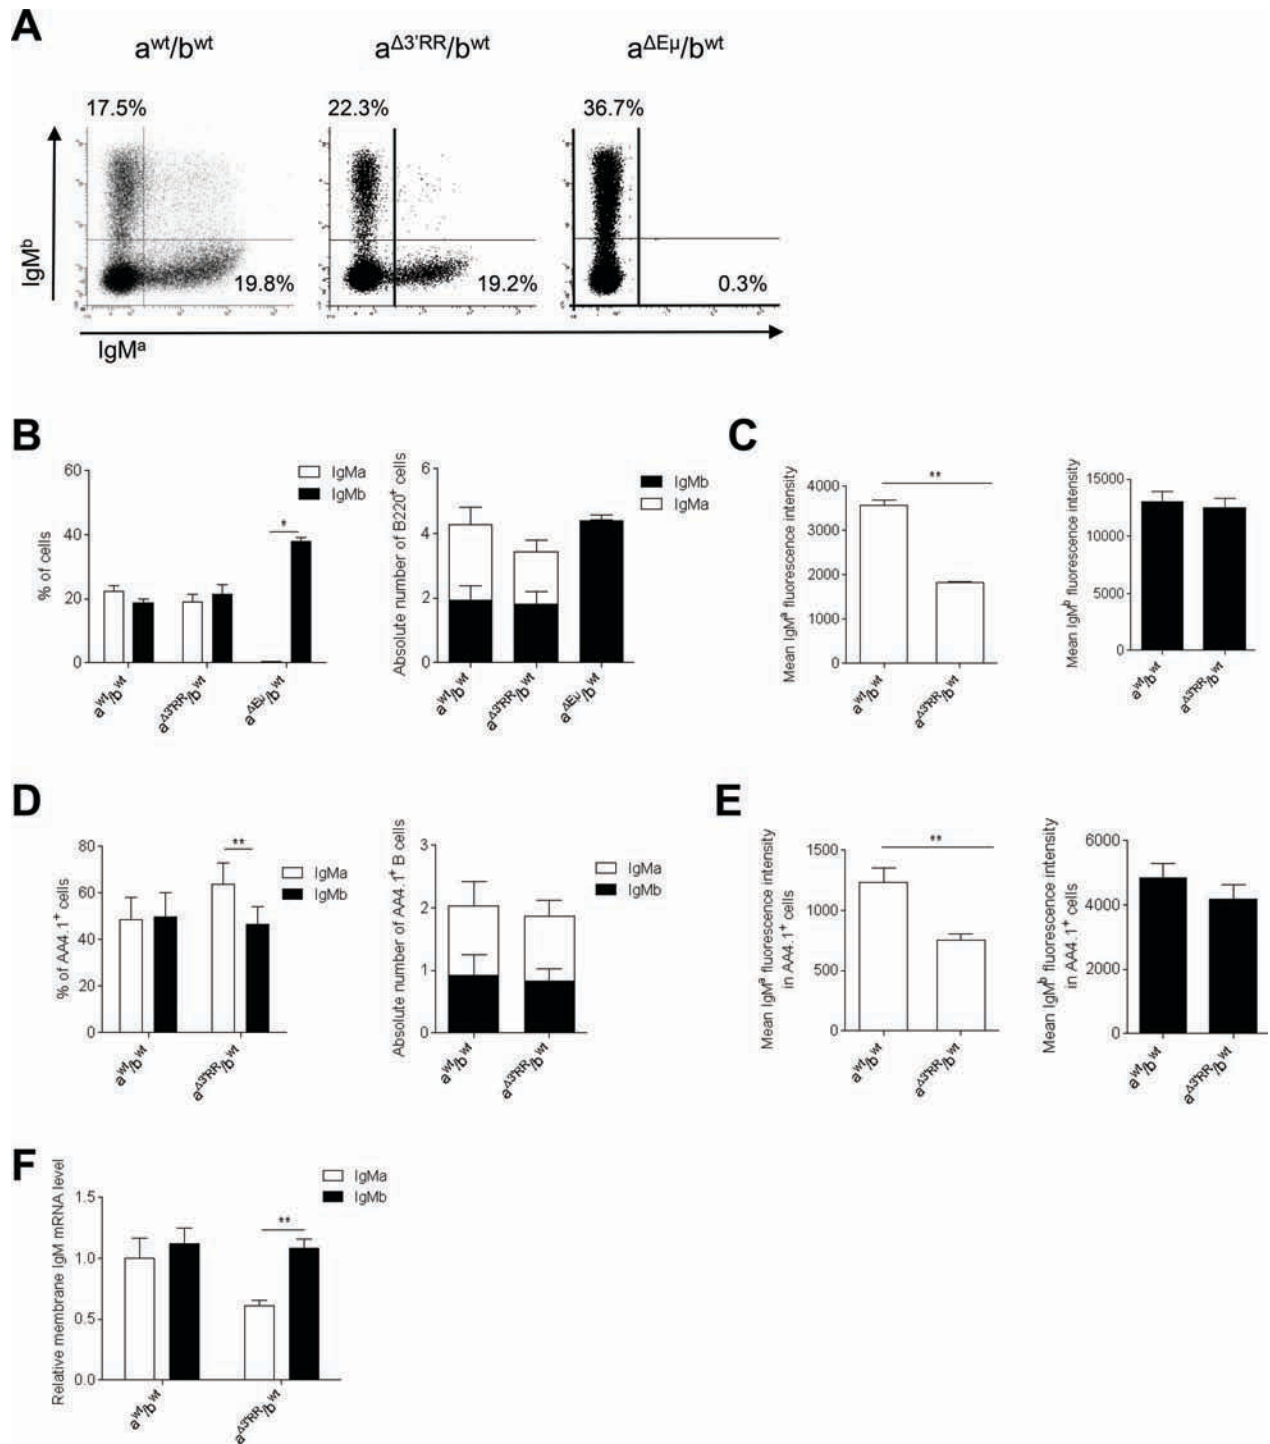 A
a^wt/b^wt
a^Δ3'RR/b^wt
a^ΔEμ/b^wt
17.5%
22.3%
36.7%
19.8%
19.2%
0.3%
IgM^b
IgM^a
B
% of cells
60
40
20
0
IgMa
IgMb
*
a^wt/b^wt
a^Δ3'RR/b^wt
a^ΔEμ/b^wt
Absolute number of B220^+ cells
6
4
2
0
IgMb
IgMa
a^wt/b^wt
a^Δ3'RR/b^wt
a^ΔEμ/b^wt
C
Mean IgM^a fluorescence intensity
4000
3000
2000
1000
0
**
a^wt/b^wt
a^Δ3'RR/b^wt
Mean IgM^b fluorescence intensity
15000
10000
5000
0
a^wt/b^wt
a^Δ3'RR/b^wt
D
% of AA4.1^+ cells
80
60
40
20
0
**
IgMa
IgMb
a^wt/b^wt
a^Δ3'RR/b^wt
Absolute number of AA4.1^+ B cells
3
2
1
0
IgMa
IgMb
a^wt/b^wt
a^Δ3'RR/b^wt
E
Mean IgM^a fluorescence intensity
in AA4.1^+ cells
1500
1000
500
0
**
a^wt/b^wt
a^Δ3'RR/b^wt
Mean IgM^b fluorescence intensity
in AA4.1^+ cells
6000
4000
2000
0
a^wt/b^wt
a^Δ3'RR/b^wt
F
Relative membrane IgM mRNA level
1.5
1.0
0.5
0.0
IgMa
IgMb
**
a^wt/b^wt
a^Δ3'RR/b^wt